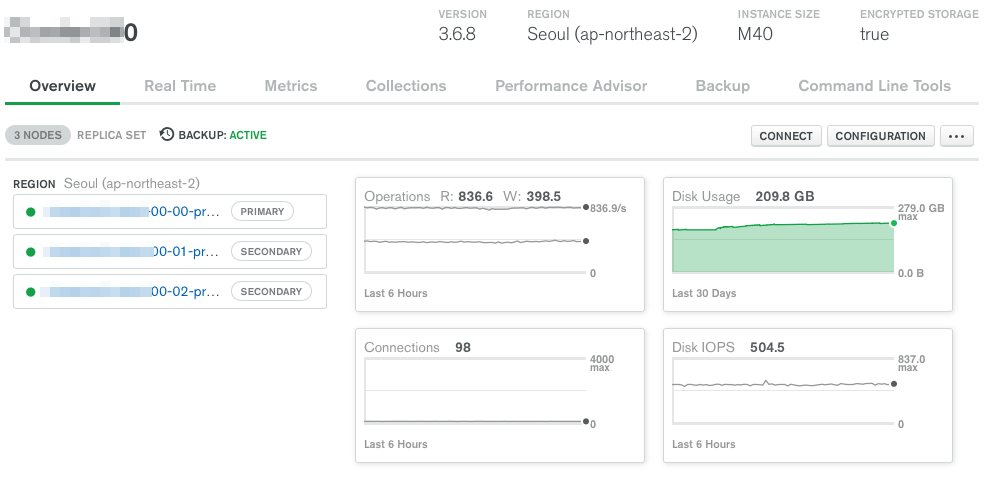 0
VERSION REGION INSTANCE SIZE ENCRYPTED STORAGE
3.6.8 Seoul (ap-northeast-2) M40 true
Overview Real Time Metrics Collections Performance Advisor Backup Command Line Tools
3 NODES REPLICA SET BACKUP: ACTIVE CONNECT CONFIGURATION ...
REGION Seoul (ap-northeast-2)
-00-00-pr... PRIMARY
00-01-pr... SECONDARY
00-02-pr... SECONDARY
Operations R: 836.6 W: 398.5
836.9/s
0
Last 6 Hours
Disk Usage 209.8 GB
279.0 GB
max
0.0 B
Last 30 Days
Connections 98
4000
max
0
Last 6 Hours
Disk IOPS 504.5
837.0
max
0
Last 6 Hours